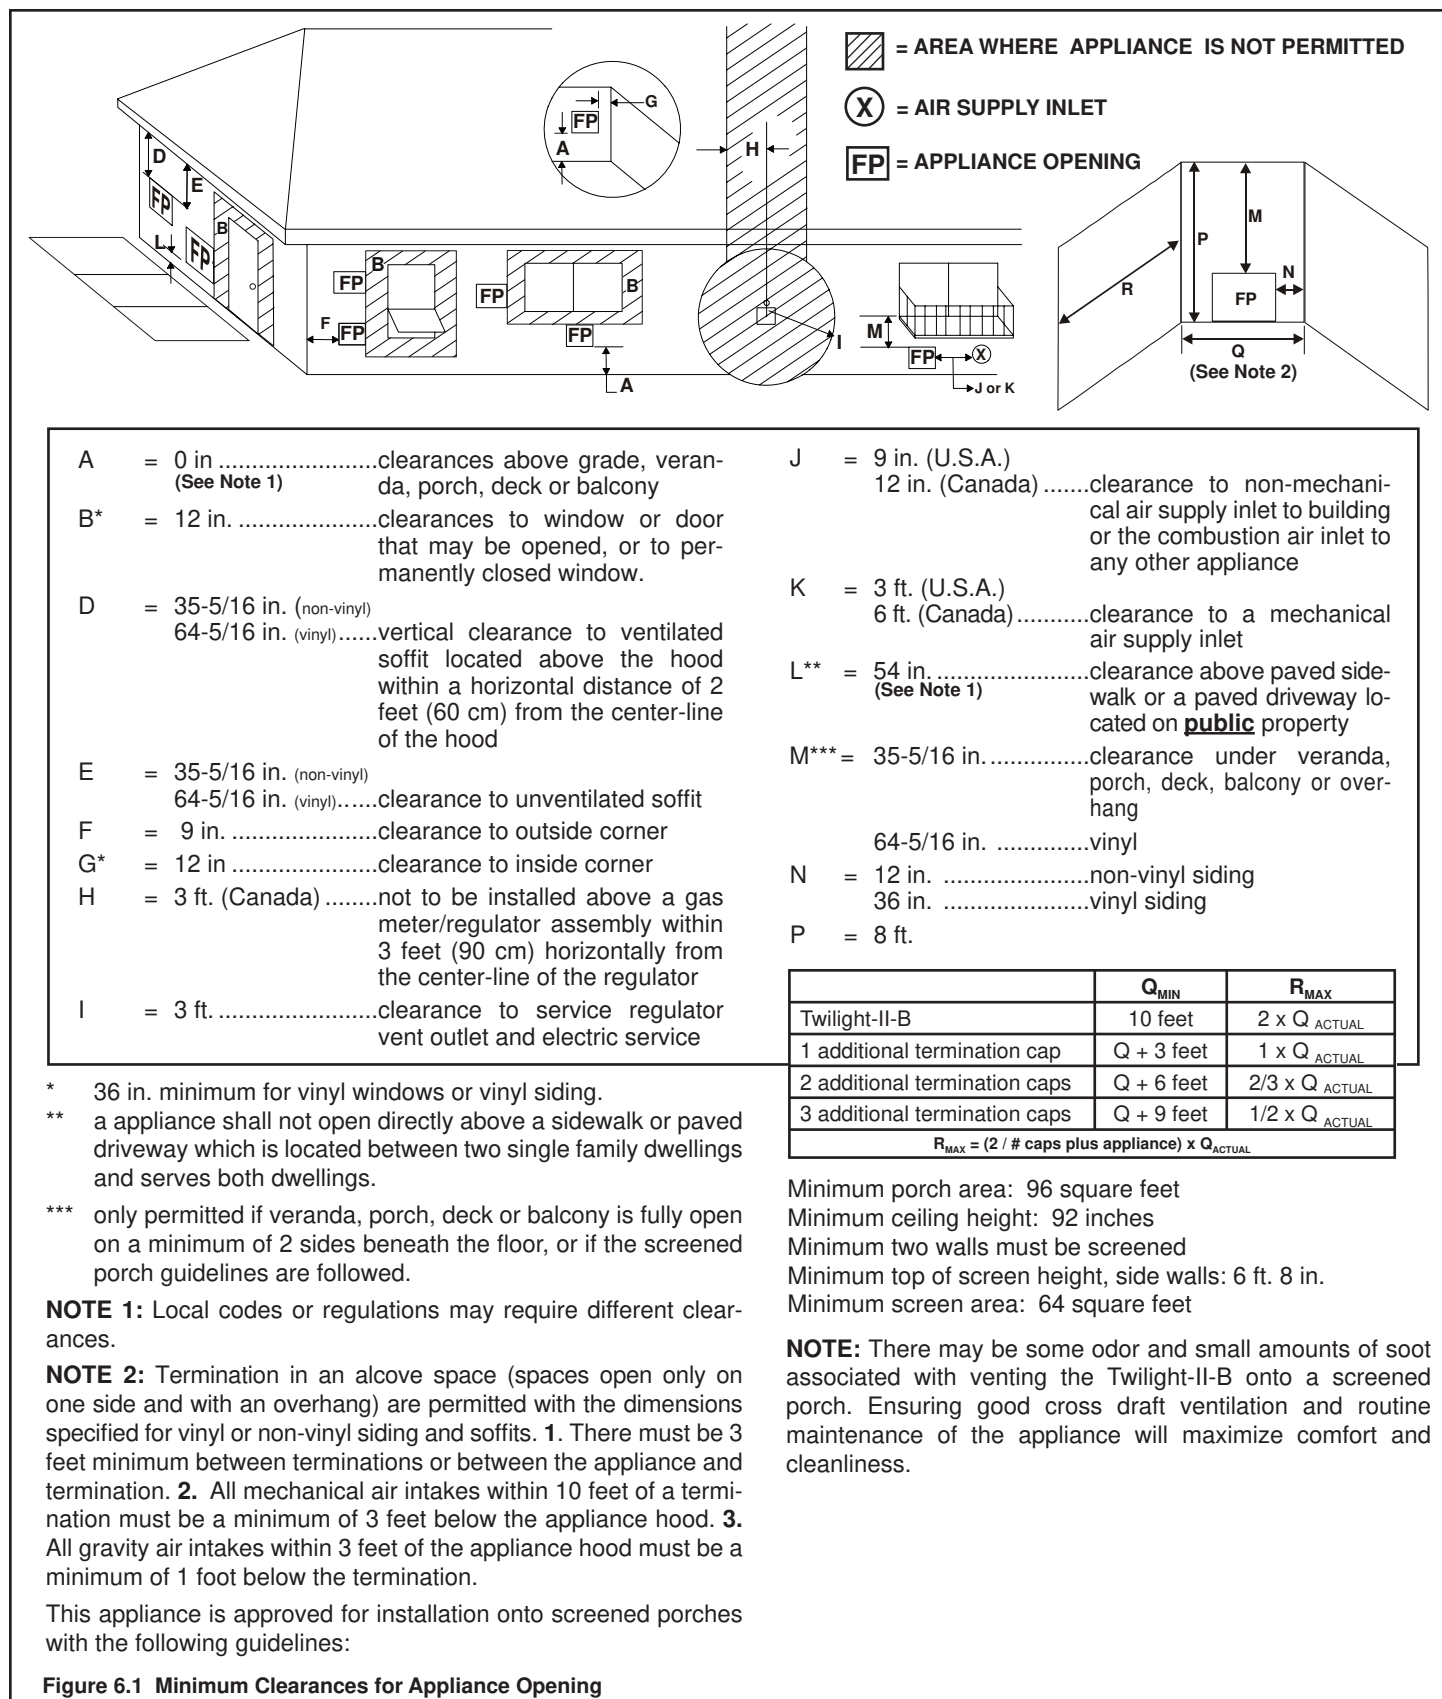 = AREA WHERE APPLIANCE IS NOT PERMITTED
X = AIR SUPPLY INLET
FP = APPLIANCE OPENING
G
FP
A
H
D
E
FP
B
L
FP
B
FP
F
FP
FP
B
FP
A
I
M
FP
X
J or K
M
P
N
R
FP
Q
(See Note 2)
A = 0 in ........................clearances above grade, veran-
(See Note 1) da, porch, deck or balcony
B* = 12 in. .....................clearances to window or door
that may be opened, or to per-
manently closed window.
D = 35-5/16 in. (non-vinyl)
64-5/16 in. (vinyl)......vertical clearance to ventilated
soffit located above the hood
within a horizontal distance of 2
feet (60 cm) from the center-line
of the hood
E = 35-5/16 in. (non-vinyl)
64-5/16 in. (vinyl)......clearance to unventilated soffit
F = 9 in. ......................clearance to outside corner
G* = 12 in ......................clearance to inside corner
H = 3 ft. (Canada) ........not to be installed above a gas
meter/regulator assembly within
3 feet (90 cm) horizontally from
the center-line of the regulator
I = 3 ft. ........................clearance to service regulator
vent outlet and electric service
J = 9 in. (U.S.A.)
12 in. (Canada) .......clearance to non-mechani-
cal air supply inlet to building
or the combustion air inlet to
any other appliance
K = 3 ft. (U.S.A.)
6 ft. (Canada) ...........clearance to a mechanical
air supply inlet
L** = 54 in. .......................clearance above paved side-
(See Note 1) walk or a paved driveway lo-
cated on public property
M*** = 35-5/16 in. ...............clearance under veranda,
porch, deck, balcony or over-
hang
64-5/16 in. ..............vinyl
N = 12 in. ......................non-vinyl siding
36 in. ......................vinyl siding
P = 8 ft.
QMIN RMAX
Twilight-II-B 10 feet 2 x Q ACTUAL
1 additional termination cap Q + 3 feet 1 x Q ACTUAL
2 additional termination caps Q + 6 feet 2/3 x Q ACTUAL
3 additional termination caps Q + 9 feet 1/2 x Q ACTUAL
RMAX = (2 / # caps plus appliance) x QACTUAL
* 36 in. minimum for vinyl windows or vinyl siding.
** a appliance shall not open directly above a sidewalk or paved
driveway which is located between two single family dwellings
and serves both dwellings.
*** only permitted if veranda, porch, deck or balcony is fully open
on a minimum of 2 sides beneath the floor, or if the screened
porch guidelines are followed.
NOTE 1: Local codes or regulations may require different clear-
ances.
NOTE 2: Termination in an alcove space (spaces open only on
one side and with an overhang) are permitted with the dimensions
specified for vinyl or non-vinyl siding and soffits. 1. There must be 3
feet minimum between terminations or between the appliance and
termination. 2. All mechanical air intakes within 10 feet of a termi-
nation must be a minimum of 3 feet below the appliance hood. 3.
All gravity air intakes within 3 feet of the appliance hood must be a
minimum of 1 foot below the termination.
This appliance is approved for installation onto screened porches
with the following guidelines:
Minimum porch area: 96 square feet
Minimum ceiling height: 92 inches
Minimum two walls must be screened
Minimum top of screen height, side walls: 6 ft. 8 in.
Minimum screen area: 64 square feet
NOTE: There may be some odor and small amounts of soot
associated with venting the Twilight-II-B onto a screened
porch. Ensuring good cross draft ventilation and routine
maintenance of the appliance will maximize comfort and
cleanliness.
Figure 6.1 Minimum Clearances for Appliance Opening